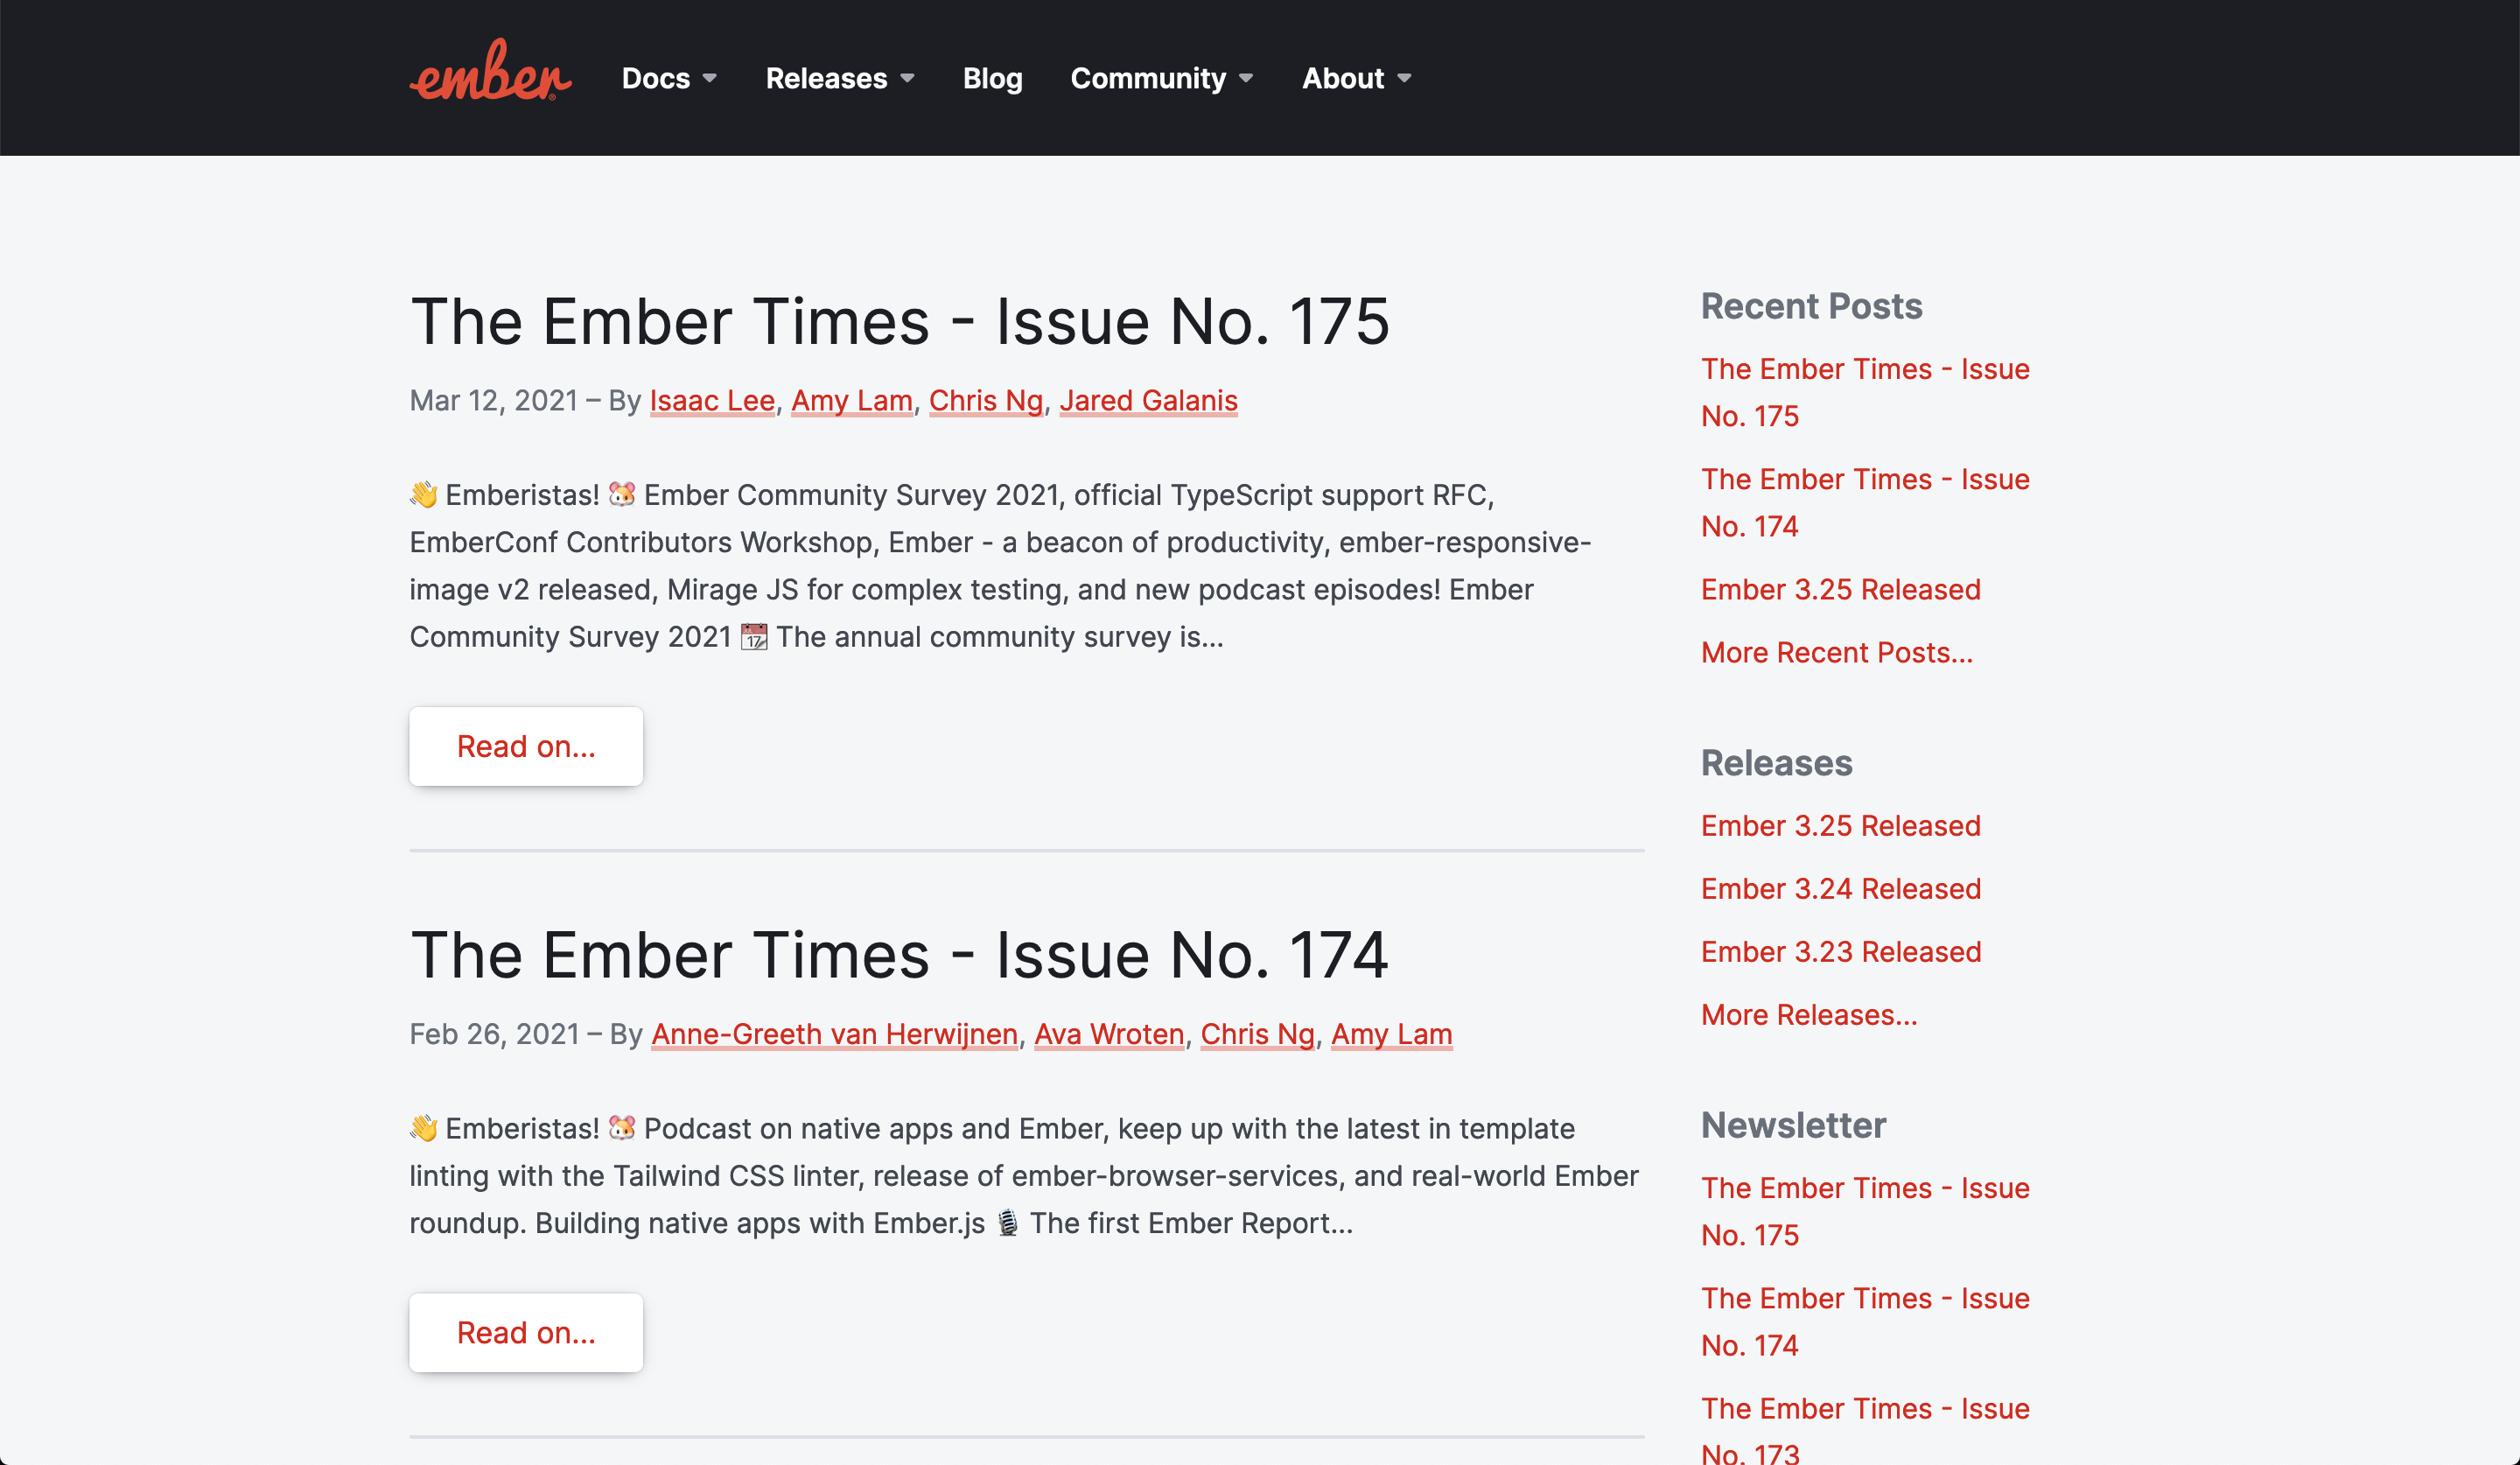 ember
Docs Releases Blog Community About
The Ember Times - Issue No. 175
Mar 12, 2021 – By Isaac Lee, Amy Lam, Chris Ng, Jared Galanis
👋 Emberistas! 🐹 Ember Community Survey 2021, official TypeScript support RFC,
EmberConf Contributors Workshop, Ember - a beacon of productivity, ember-responsive-
image v2 released, Mirage JS for complex testing, and new podcast episodes! Ember
Community Survey 2021 📆 The annual community survey is...
Read on...
The Ember Times - Issue No. 174
Feb 26, 2021 – By Anne-Greeth van Herwijnen, Ava Wroten, Chris Ng, Amy Lam
👋 Emberistas! 🐹 Podcast on native apps and Ember, keep up with the latest in template
linting with the Tailwind CSS linter, release of ember-browser-services, and real-world Ember
roundup. Building native apps with Ember.js 🎙 The first Ember Report...
Read on...
Recent Posts
The Ember Times - Issue
No. 175
The Ember Times - Issue
No. 174
Ember 3.25 Released
More Recent Posts...
Releases
Ember 3.25 Released
Ember 3.24 Released
Ember 3.23 Released
More Releases...
Newsletter
The Ember Times - Issue
No. 175
The Ember Times - Issue
No. 174
The Ember Times - Issue
No. 173